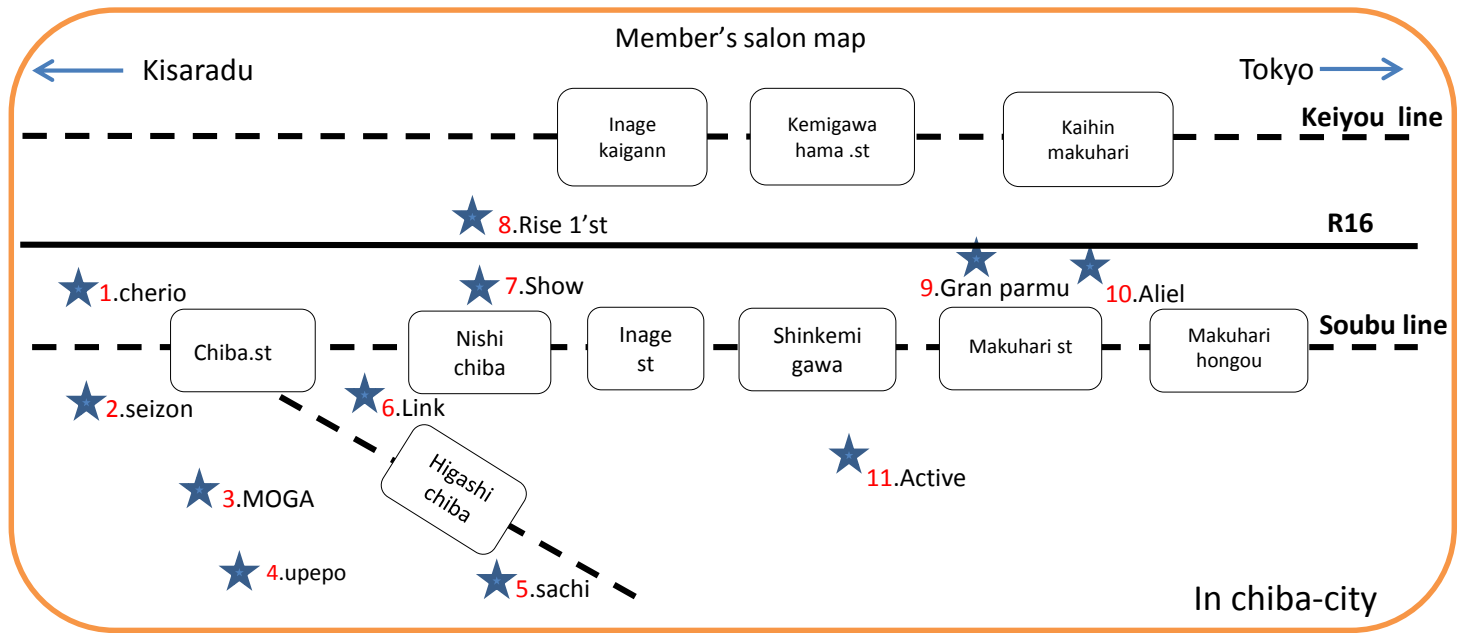 Member's salon map
Kisaradu
Tokyo
Keiyou line
Inage
kaigann
Kemigawa
hama .st
Kaihin
makuhari
8.Rise 1'st
R16
1.cherio
7.Show
9.Gran parmu
10.Aliel
Soubu line
Chiba.st
Nishi
chiba
Inage
st
Shinkemi
gawa
Makuhari st
Makuhari
hongou
2.seizon
6.Link
Higashi
chiba
11.Active
3.MOGA
4.upepo
5.sachi
In chiba-city